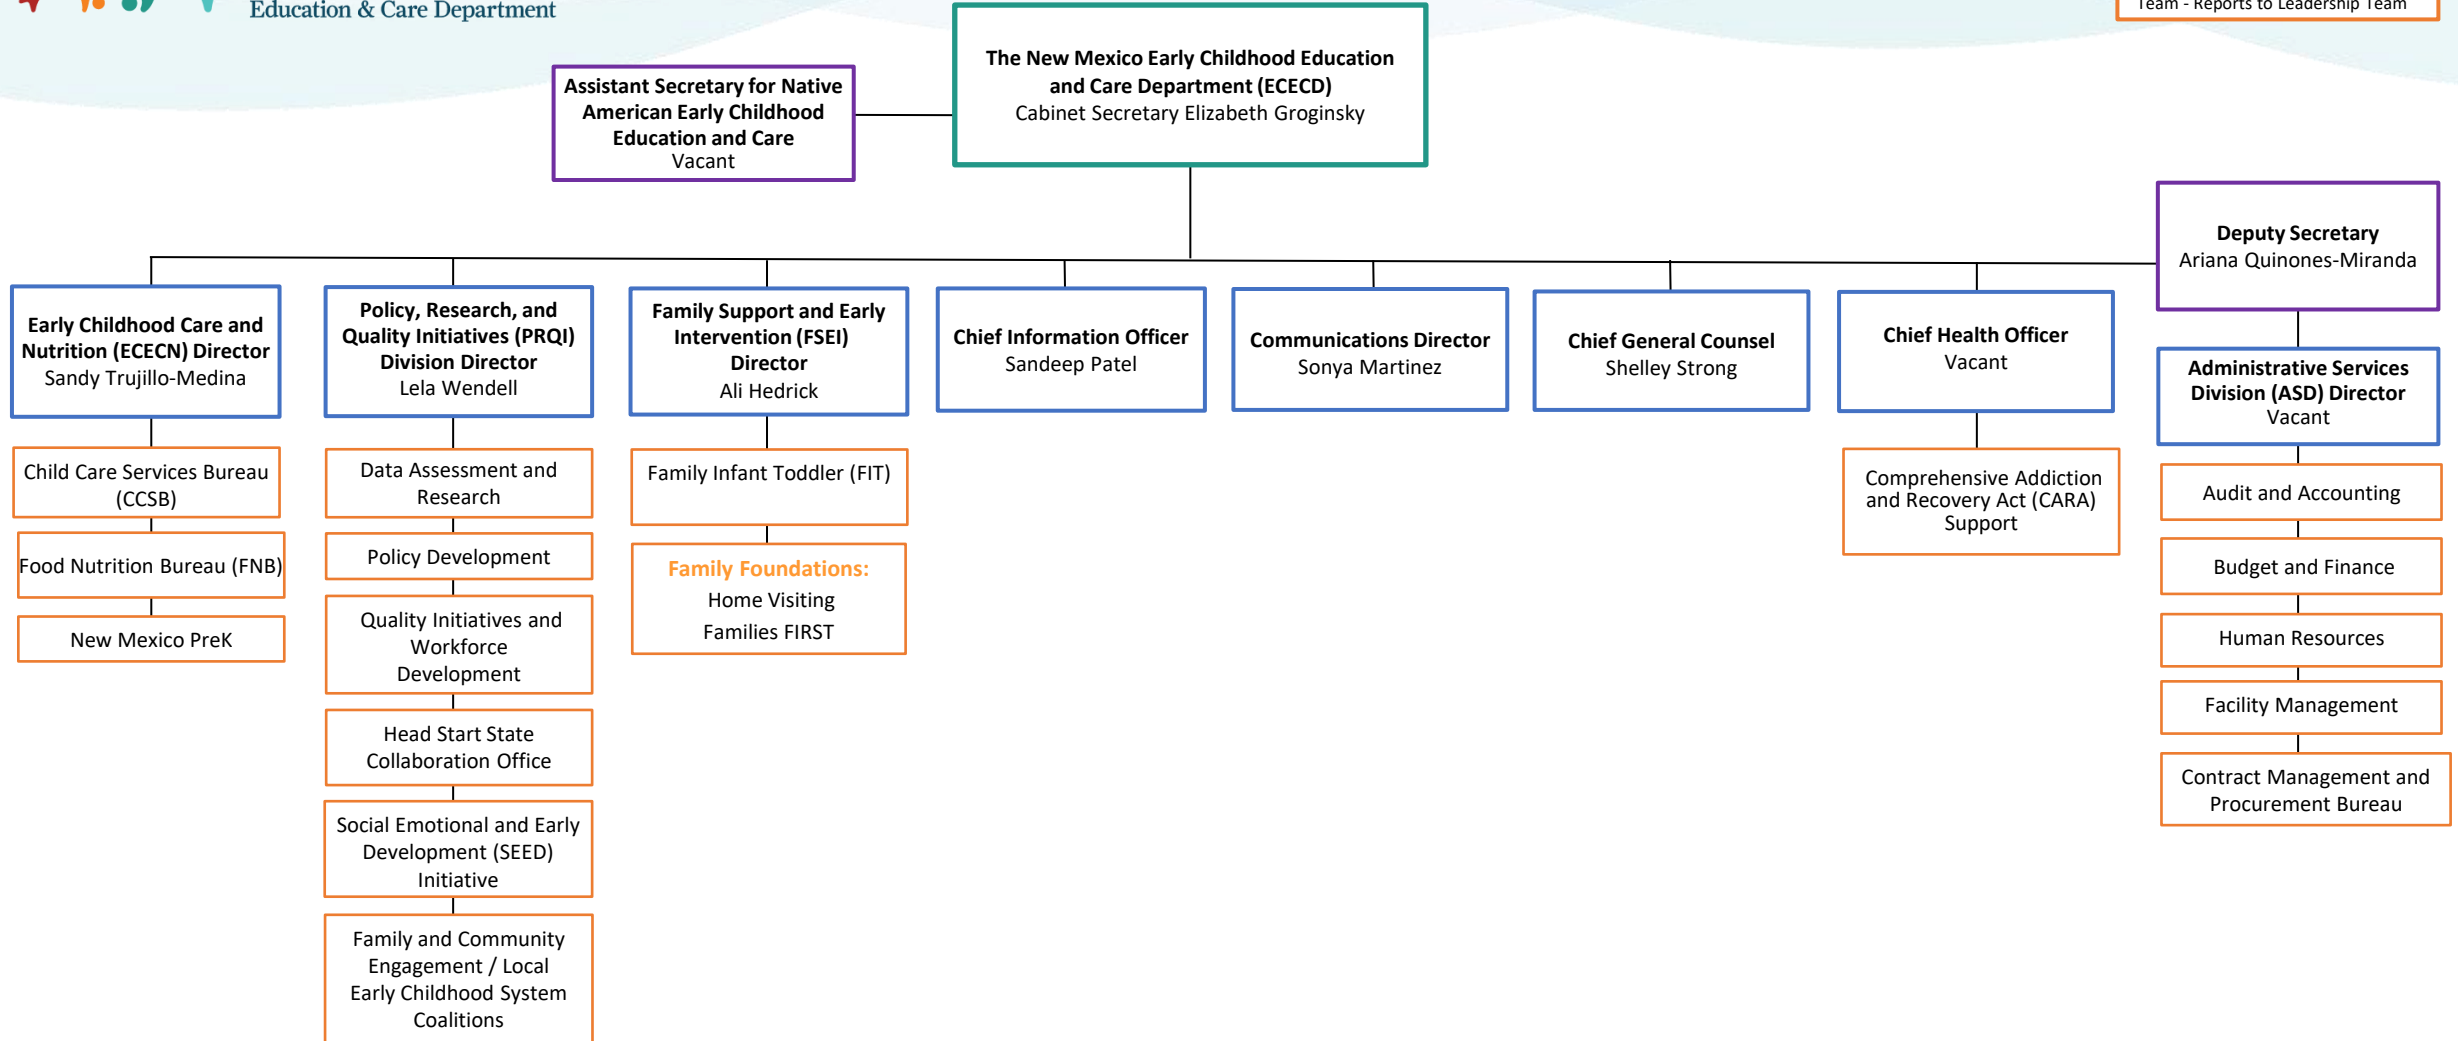 Education & Care Department
Team - Reports to Leadership Team
The New Mexico Early Childhood Education
and Care Department (ECECD)
Cabinet Secretary Elizabeth Groginsky
Assistant Secretary for Native
American Early Childhood
Education and Care
Vacant
Deputy Secretary
Ariana Quinones-Miranda
Early Childhood Care and
Nutrition (ECECN) Director
Sandy Trujillo-Medina
Policy, Research, and
Quality Initiatives (PRQI)
Division Director
Lela Wendell
Family Support and Early
Intervention (FSEI)
Director
Ali Hedrick
Chief Information Officer
Sandeep Patel
Communications Director
Sonya Martinez
Chief General Counsel
Shelley Strong
Chief Health Officer
Vacant
Administrative Services
Division (ASD) Director
Vacant
Child Care Services Bureau
(CCSB)
Food Nutrition Bureau (FNB)
New Mexico PreK
Data Assessment and
Research
Policy Development
Quality Initiatives and
Workforce
Development
Head Start State
Collaboration Office
Social Emotional and Early
Development (SEED)
Initiative
Family and Community
Engagement / Local
Early Childhood System
Coalitions
Family Infant Toddler (FIT)
Family Foundations:
Home Visiting
Families FIRST
Comprehensive Addiction
and Recovery Act (CARA)
Support
Audit and Accounting
Budget and Finance
Human Resources
Facility Management
Contract Management and
Procurement Bureau